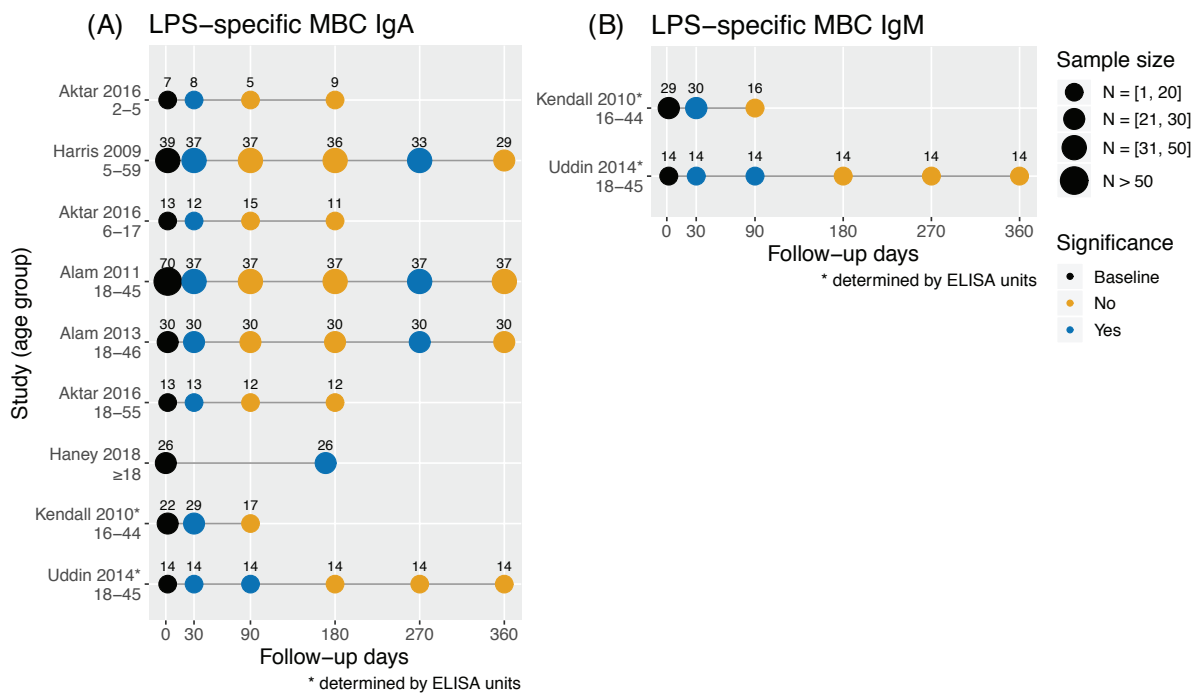 (A) LPS−specific MBC IgA
Study (age group)
Aktar 2016
2−5
7 8 5 9
Harris 2009
5−59
39 37 37 36 33 29
Aktar 2016
6−17
13 12 15 11
Alam 2011
18−45
70 37 37 37 37 37
Alam 2013
18−46
30 30 30 30 30 30
Aktar 2016
18−55
13 13 12 12
Haney 2018
≥18
26 26
Kendall 2010*
16−44
22 29 17
Uddin 2014*
18−45
14 14 14 14 14 14
0 30 90 180 270 360
Follow−up days
* determined by ELISA units
(B) LPS−specific MBC IgM
Kendall 2010*
16−44
29 30 16
Uddin 2014*
18−45
14 14 14 14 14 14
0 30 90 180 270 360
Follow−up days
* determined by ELISA units
Sample size
N = [1, 20]
N = [21, 30]
N = [31, 50]
N > 50
Significance
Baseline
No
Yes